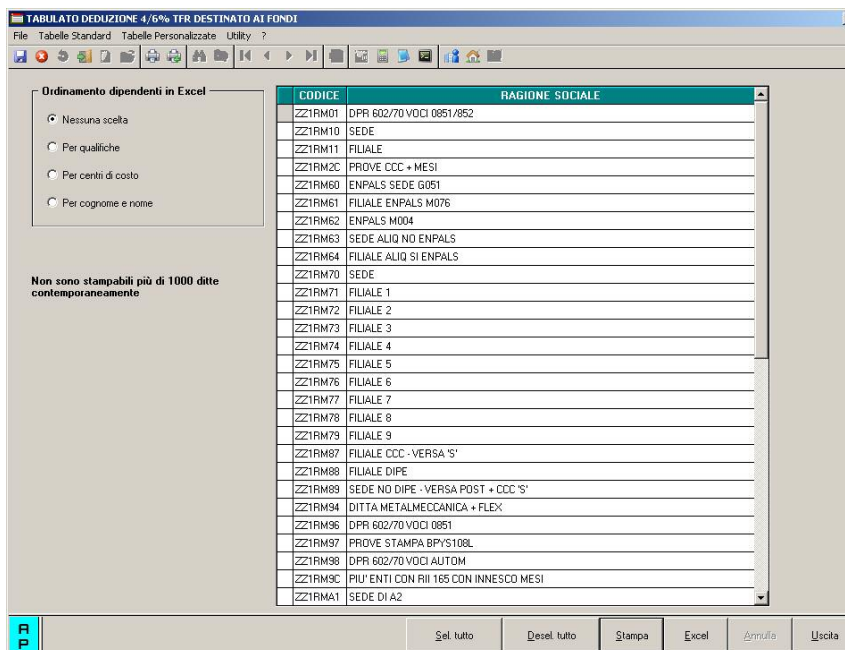 TABULATO DEDUZIONE 4/6% TFR DESTINATO AI FONDI
File Tabelle Standard Tabelle Personalizzate Utility ?
Ordinamento dipendenti in Excel
Nessuna scelta
Per qualifiche
Per centri di costo
Per cognome e nome
Non sono stampabili più di 1000 ditte
contemporaneamente
CODICE RAGIONE SOCIALE
ZZ1RM01 DPR 602/70 VOCI 0851/852
ZZ1RM10 SEDE
ZZ1RM11 FILIALE
ZZ1RM2C PROVE CCC + MESI
ZZ1RM60 ENPALS SEDE G051
ZZ1RM61 FILIALE ENPALS M076
ZZ1RM62 ENPALS M004
ZZ1RM63 SEDE ALIQ NO ENPALS
ZZ1RM64 FILIALE ALIQ SI ENPALS
ZZ1RM70 SEDE
ZZ1RM71 FILIALE 1
ZZ1RM72 FILIALE 2
ZZ1RM73 FILIALE 3
ZZ1RM74 FILIALE 4
ZZ1RM75 FILIALE 5
ZZ1RM76 FILIALE 6
ZZ1RM77 FILIALE 7
ZZ1RM78 FILIALE 8
ZZ1RM79 FILIALE 9
ZZ1RM87 FILIALE CCC - VERSA 'S'
ZZ1RM88 FILIALE DIPE
ZZ1RM89 SEDE NO DIPE - VERSA POST + CCC 'S'
ZZ1RM94 DITTA METALMECCANICA + FLEX
ZZ1RM96 DPR 602/70 VOCI 0851
ZZ1RM97 PROVE STAMPA BPYS108L
ZZ1RM98 DPR 602/70 VOCI AUTOM
ZZ1RM9C PIU' ENTI CON RII 165 CON INNESCO MESI
ZZ1RMA1 SEDE DI A2
A
P
Sel. tutto Desel. tutto Stampa Excel Annulla Uscita